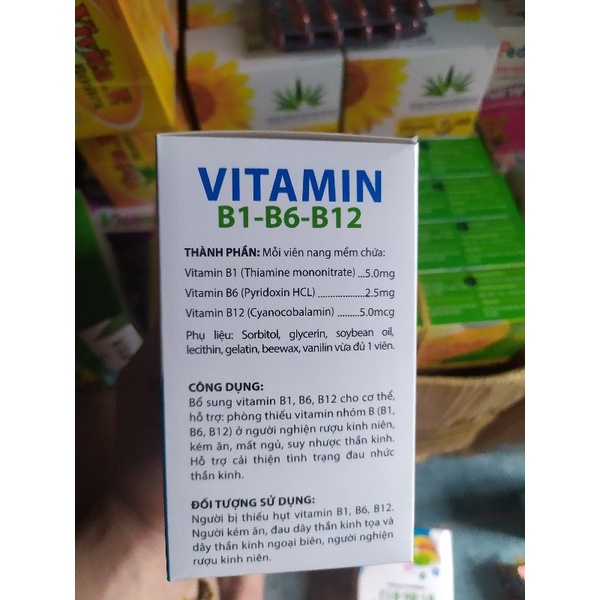 VITAMIN
B1-B6-B12
THÀNH PHẦN: Mỗi viên nang mềm chứa:
Vitamin B1 (Thiamine mononitrate) ...5.0mg
Vitamin B6 (Pyridoxin HCL) ...................2.5mg
Vitamin B12 (Cyanocobalamin) .........5.0mcg
Phụ liệu: Sorbitol, glycerin, soybean oil,
lecithin, gelatin, beewax, vanilin vừa đủ 1 viên.
CÔNG DỤNG:
Bổ sung vitamin B1, B6, B12 cho cơ thể,
hỗ trợ: phòng thiếu vitamin nhóm B (B1,
B6, B12) ở người nghiện rượu kinh niên,
kém ăn, mất ngủ, suy nhược thần kinh.
Hỗ trợ cải thiện tình trạng đau nhức
thần kinh.
ĐỐI TƯỢNG SỬ DỤNG:
Người bị thiếu hụt vitamin B1, B6, B12.
Người kém ăn, đau dây thần kinh tọa và
dây thần kinh ngoại biên, người nghiện
rượu kinh niên.